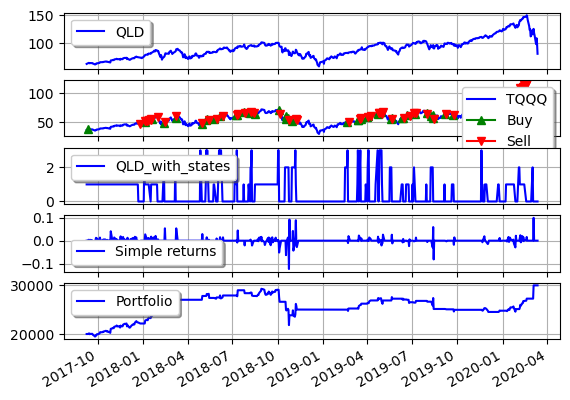 150
QLD
100
100
TQQQ
Buy
50
Sell
QLD_with_states
2
0
0.1
0.0
Simple returns
−0.1
30000
Portfolio
20000
2017-10 2018-01 2018-04 2018-07 2018-10 2019-01 2019-04 2019-07 2019-10 2020-01 2020-04